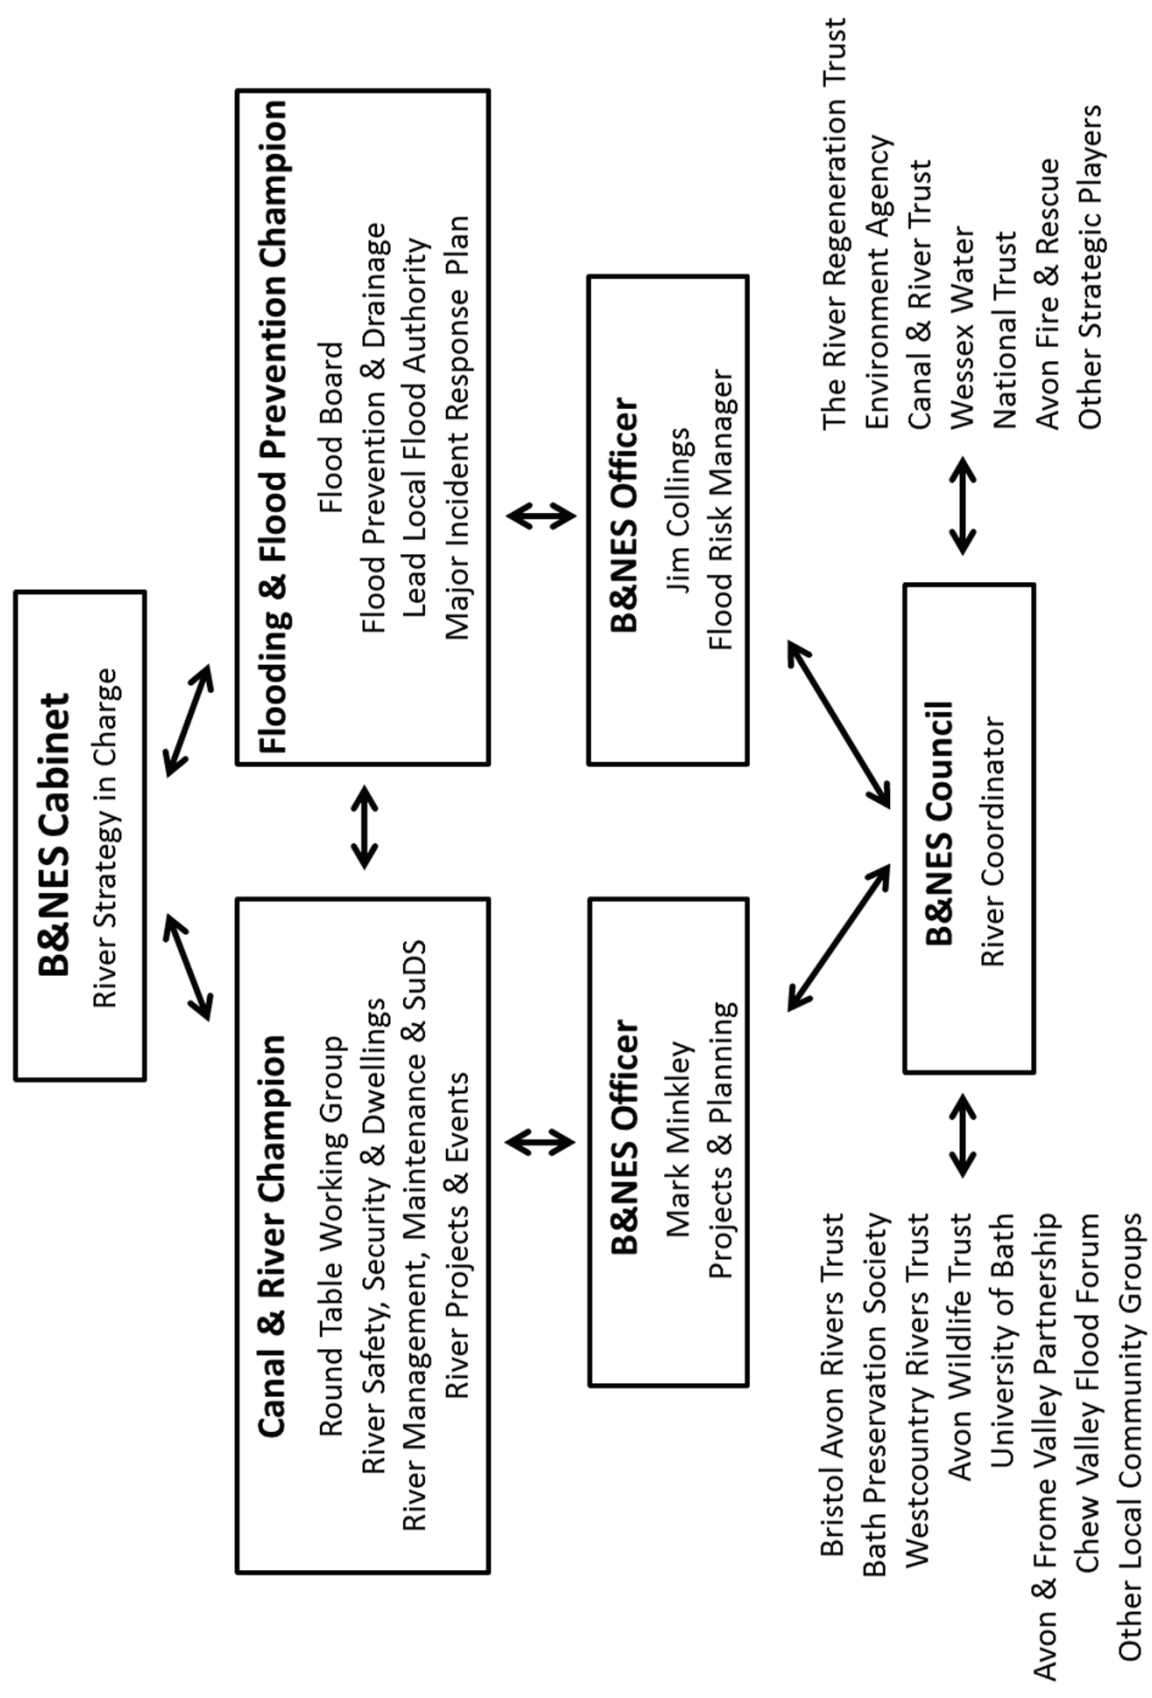 B&NES Cabinet
River Strategy in Charge
Canal & River Champion
Round Table Working Group
River Safety, Security & Dwellings
River Management, Maintenance & SuDS
River Projects & Events
Flooding & Flood Prevention Champion
Flood Board
Flood Prevention & Drainage
Lead Local Flood Authority
Major Incident Response Plan
B&NES Officer
Mark Minkley
Projects & Planning
B&NES Officer
Jim Collings
Flood Risk Manager
Bristol Avon Rivers Trust
Bath Preservation Society
Westcountry Rivers Trust
Avon Wildlife Trust
University of Bath
Avon & Frome Valley Partnership
Chew Valley Flood Forum
Other Local Community Groups
B&NES Council
River Coordinator
The River Regeneration Trust
Environment Agency
Canal & River Trust
Wessex Water
National Trust
Avon Fire & Rescue
Other Strategic Players